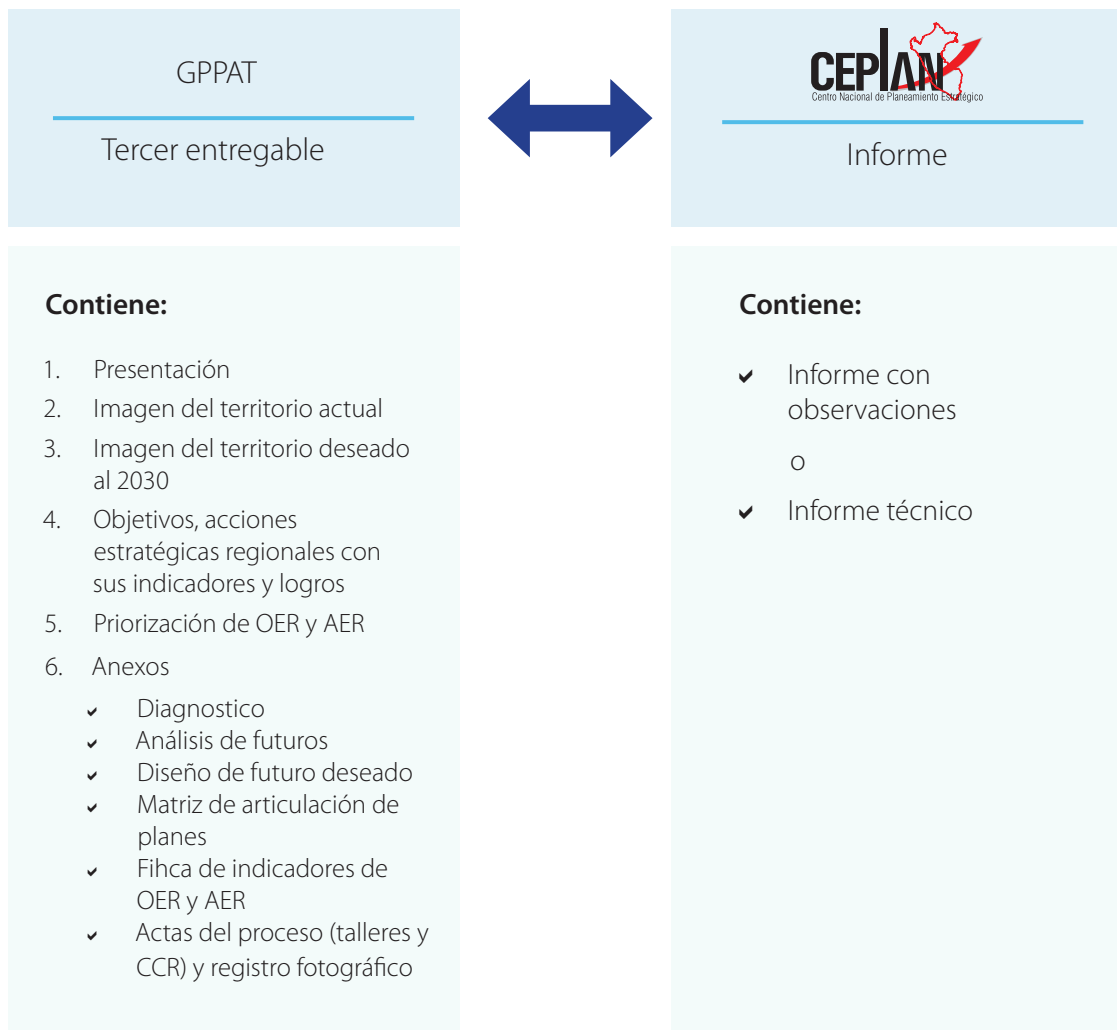 GPPAT
Tercer entregable
CEPLAN
Centro Nacional de Planeamiento Estratégico
Informe
Contiene:
1. Presentación
2. Imagen del territorio actual
3. Imagen del territorio deseado
al 2030
4. Objetivos, acciones
estratégicas regionales con
sus indicadores y logros
5. Priorización de OER y AER
6. Anexos
✔ Diagnostico
✔ Análisis de futuros
✔ Diseño de futuro deseado
✔ Matriz de articulación de
planes
✔ Fihca de indicadores de
OER y AER
✔ Actas del proceso (talleres y
CCR) y registro fotográfico
Contiene:
✔ Informe con
observaciones
o
✔ Informe técnico